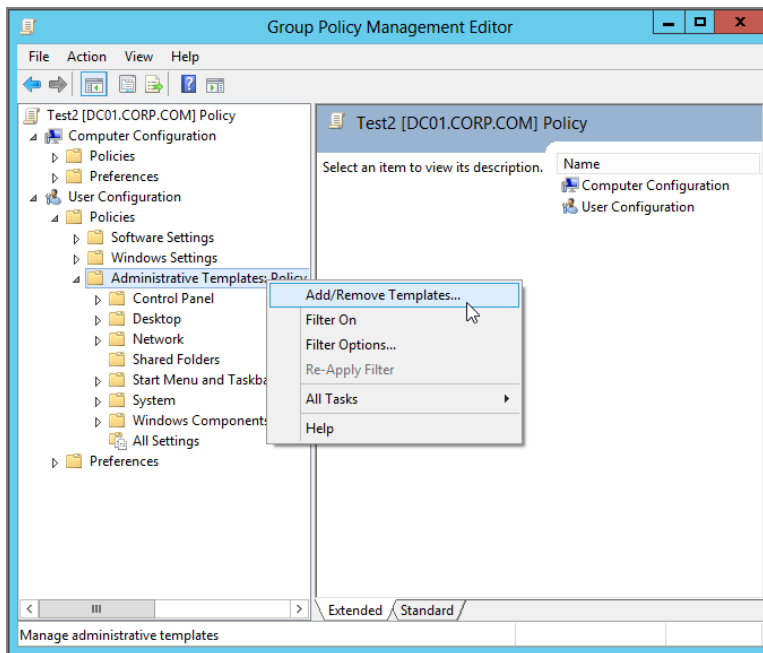 Group Policy Management Editor
File Action View Help
Test2 [DC01.CORP.COM] Policy
Computer Configuration
Policies
Preferences
User Configuration
Policies
Software Settings
Windows Settings
Administrative Templates: Policy
Control Panel
Desktop
Network
Shared Folders
Start Menu and Taskba
System
Windows Components
All Settings
Preferences
Test2 [DC01.CORP.COM] Policy
Select an item to view its description.
Name
Computer Configuration
User Configuration
Add/Remove Templates...
Filter On
Filter Options...
Re-Apply Filter
All Tasks
Help
Extended Standard
Manage administrative templates